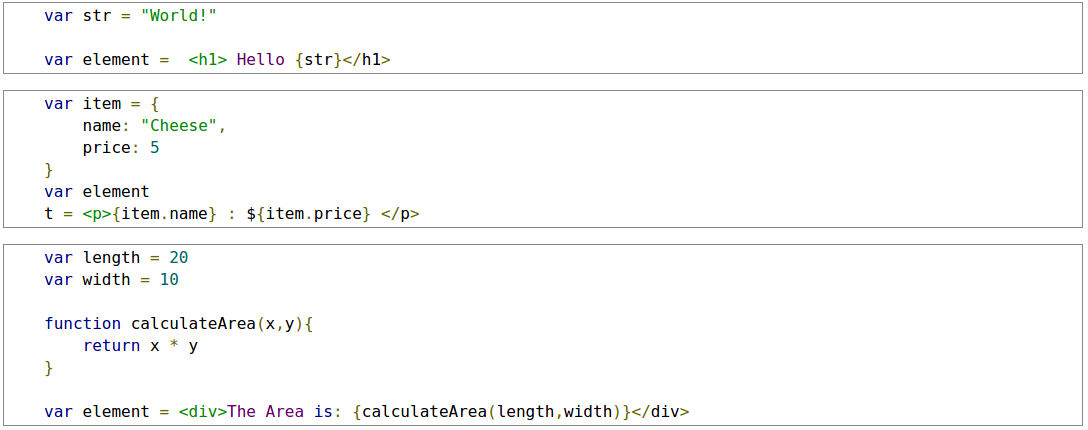 var str = "World!"
var element =  <h1> Hello {str}</h1>
var item = {
    name: "Cheese",
    price: 5
}
var element
t = <p>{item.name} : ${item.price} </p>
var length = 20
var width = 10
function calculateArea(x,y){
    return x * y
}
var element = <div>The Area is: {calculateArea(length,width)}</div>